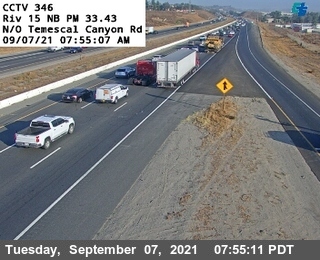 CCTV 346
Riv 15 NB PM 33.43
N/O Temescal Canyon Rd
09/07/21 07:55:07 AM
Tuesday, September 07, 2021 07:55:11 PDT